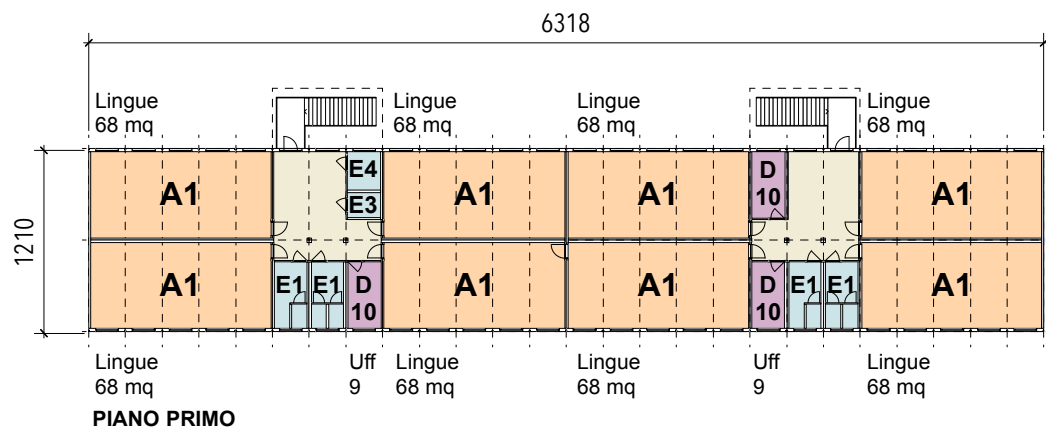 6318
Lingue
68 mq
Lingue
68 mq
Lingue
68 mq
Lingue
68 mq
1210
A1
E4
E3
A1
A1
D
10
A1
A1
E1
E1
D
10
A1
A1
D
10
E1
E1
A1
Lingue
68 mq
Uff
9
Lingue
68 mq
Lingue
68 mq
Uff
9
Lingue
68 mq
PIANO PRIMO